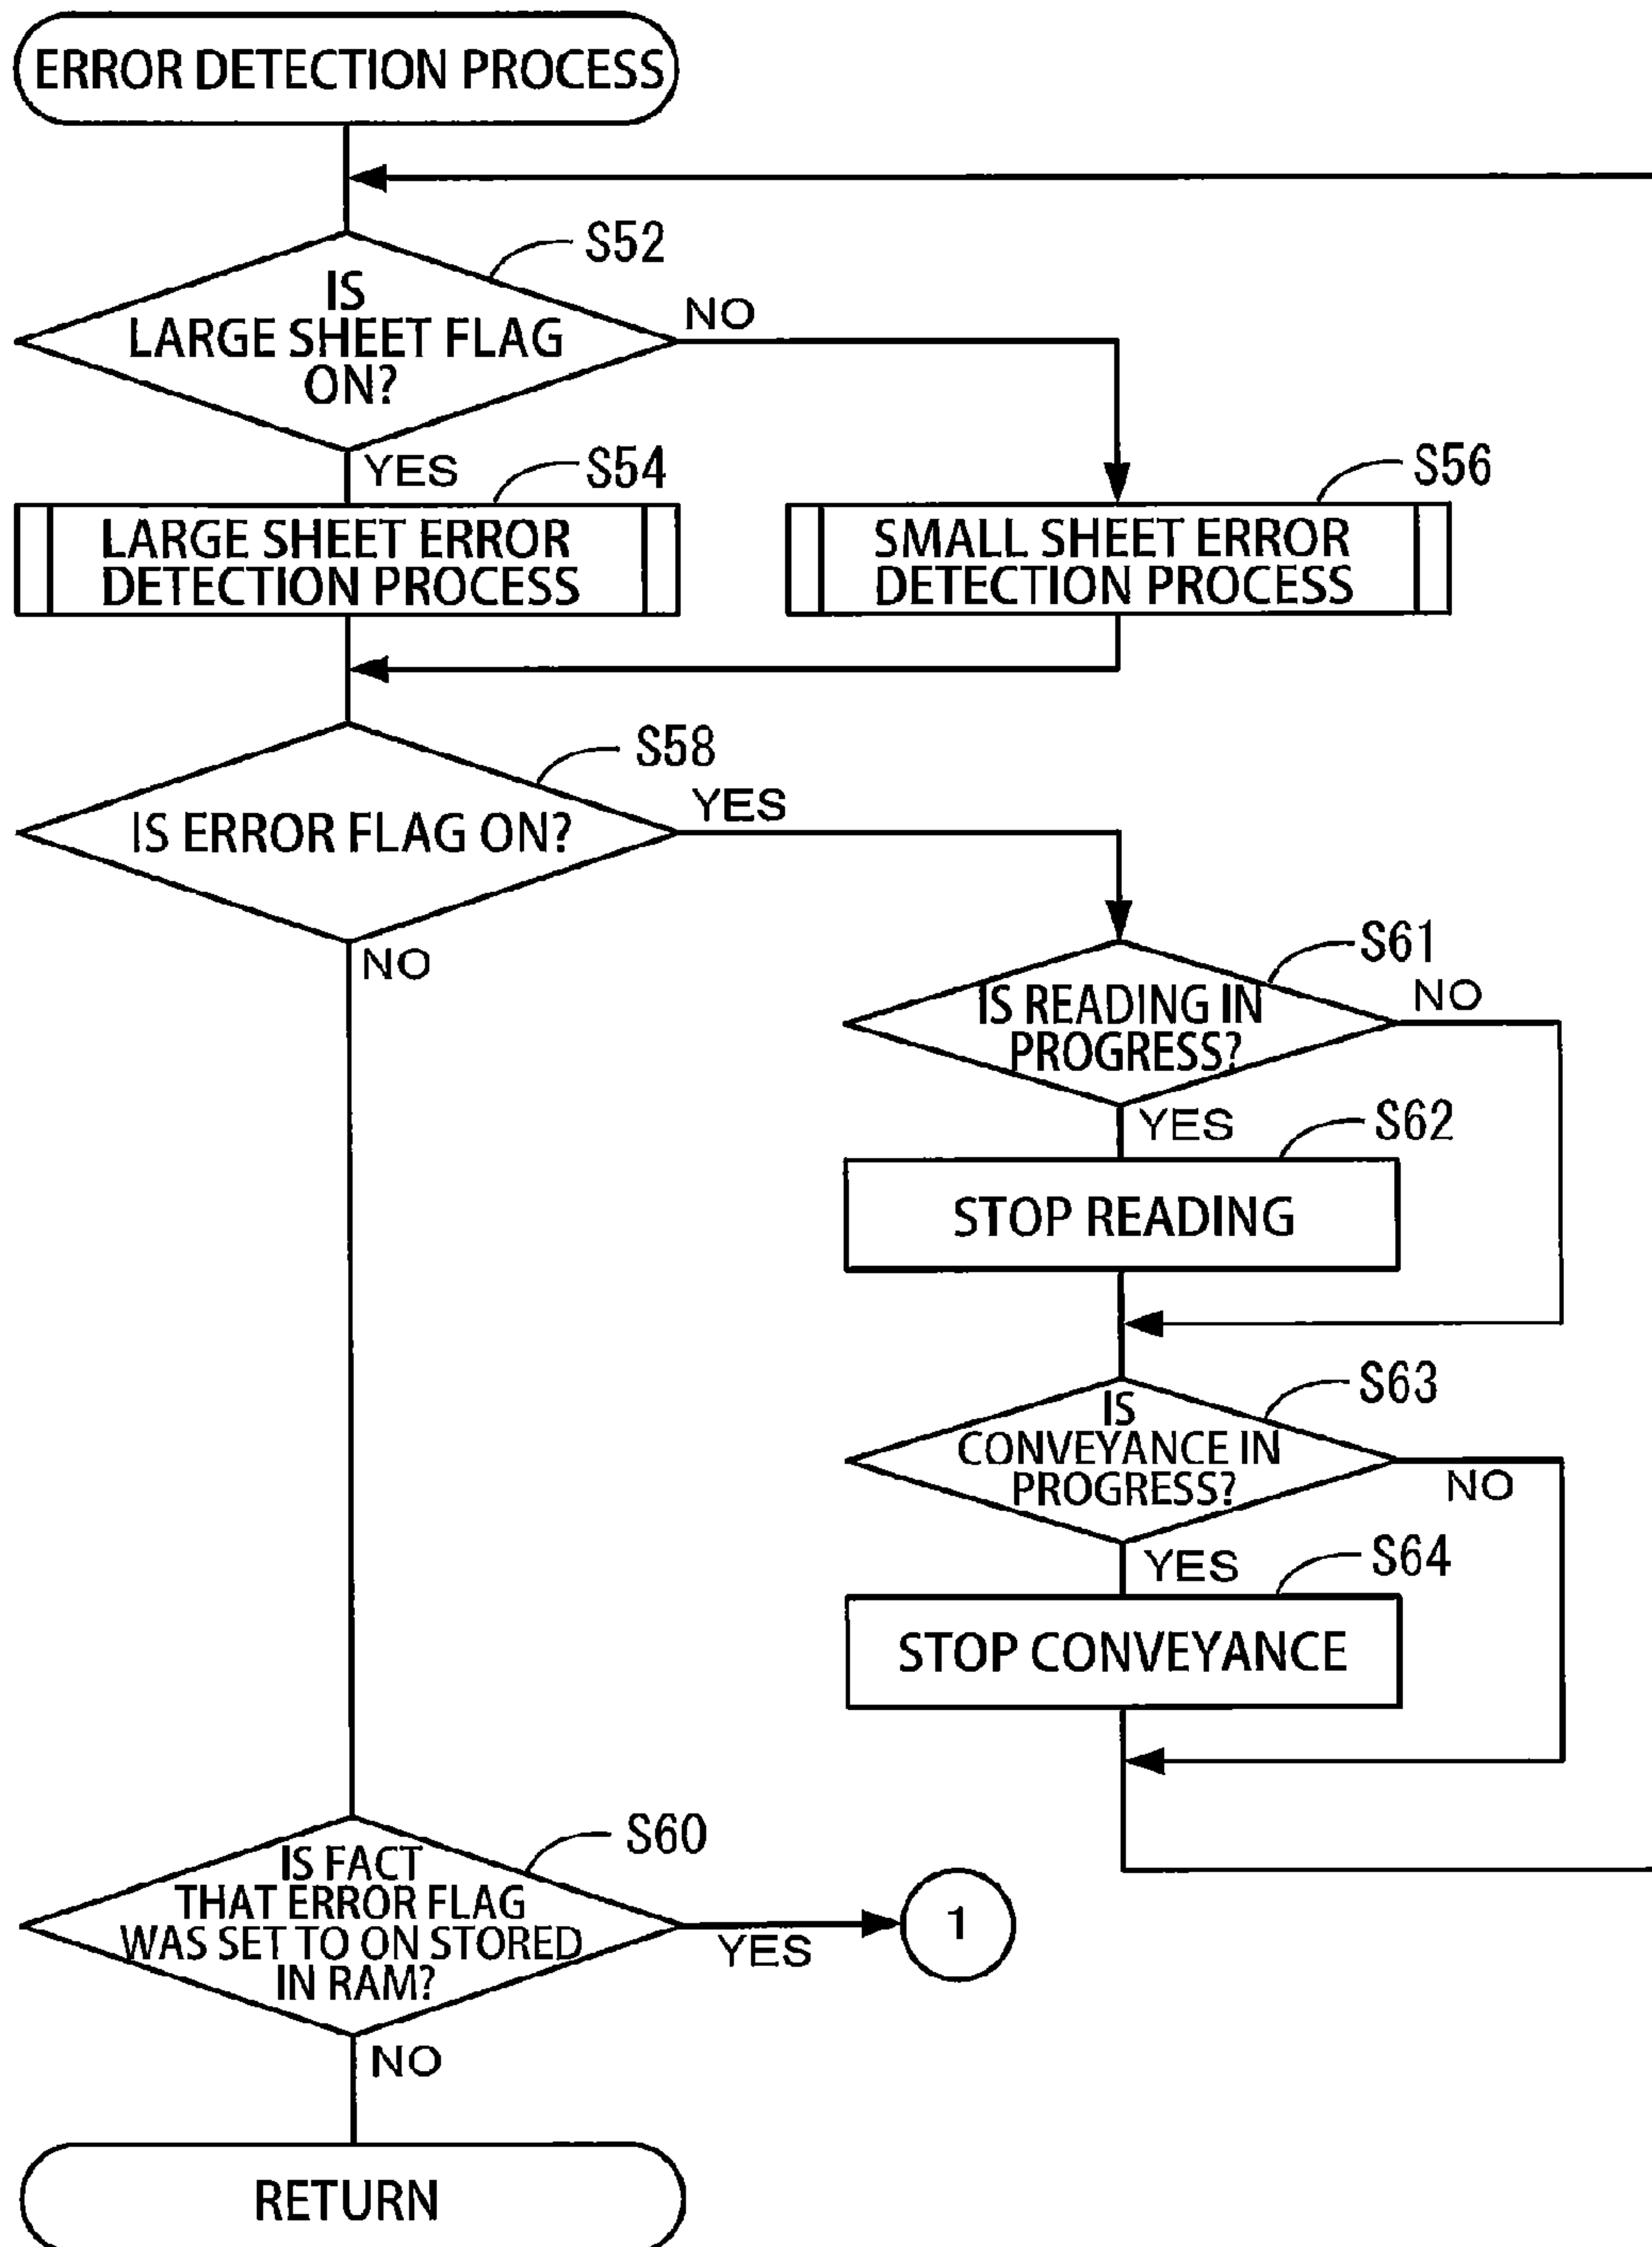 ERROR DETECTION PROCESS
S52
IS
LARGE SHEET FLAG
ON?
NO
YES
S54
LARGE SHEET ERROR
DETECTION PROCESS
S56
SMALL SHEET ERROR
DETECTION PROCESS
S58
IS ERROR FLAG ON?
YES
NO
S61
IS READING IN
PROGRESS?
NO
YES
S62
STOP READING
S63
IS
CONVEYANCE IN
PROGRESS?
NO
YES
S64
STOP CONVEYANCE
S60
IS FACT
THAT ERROR FLAG
WAS SET TO ON STORED
IN RAM?
YES
1
NO
RETURN